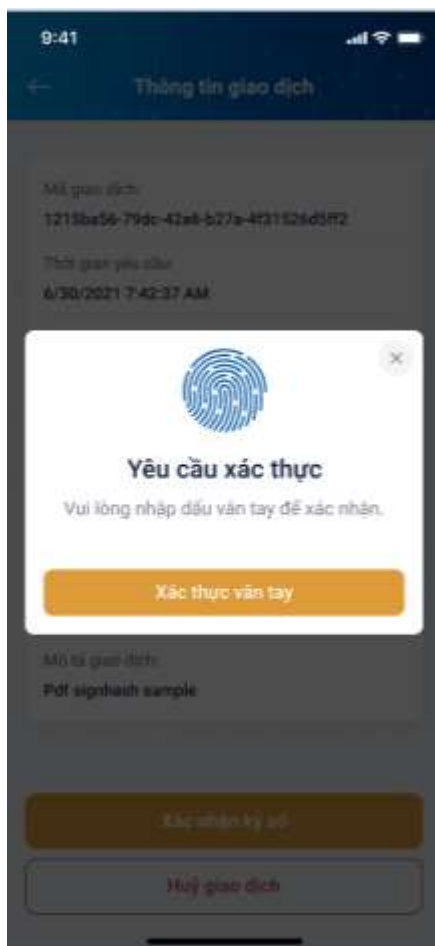 9:41
Thông tin giao dịch
Mã giao dịch:
1215ba56-79dc-42a6-b27a-4f31526d5ff2
Thời gian yêu cầu:
6/30/2021 7:42:37 AM
Yêu cầu xác thực
Vui lòng nhập dấu vân tay để xác nhận.
Xác thực vân tay
Mô tả giao dịch:
Pdf signhash sample
Xác nhận ký số
Huỷ giao dịch